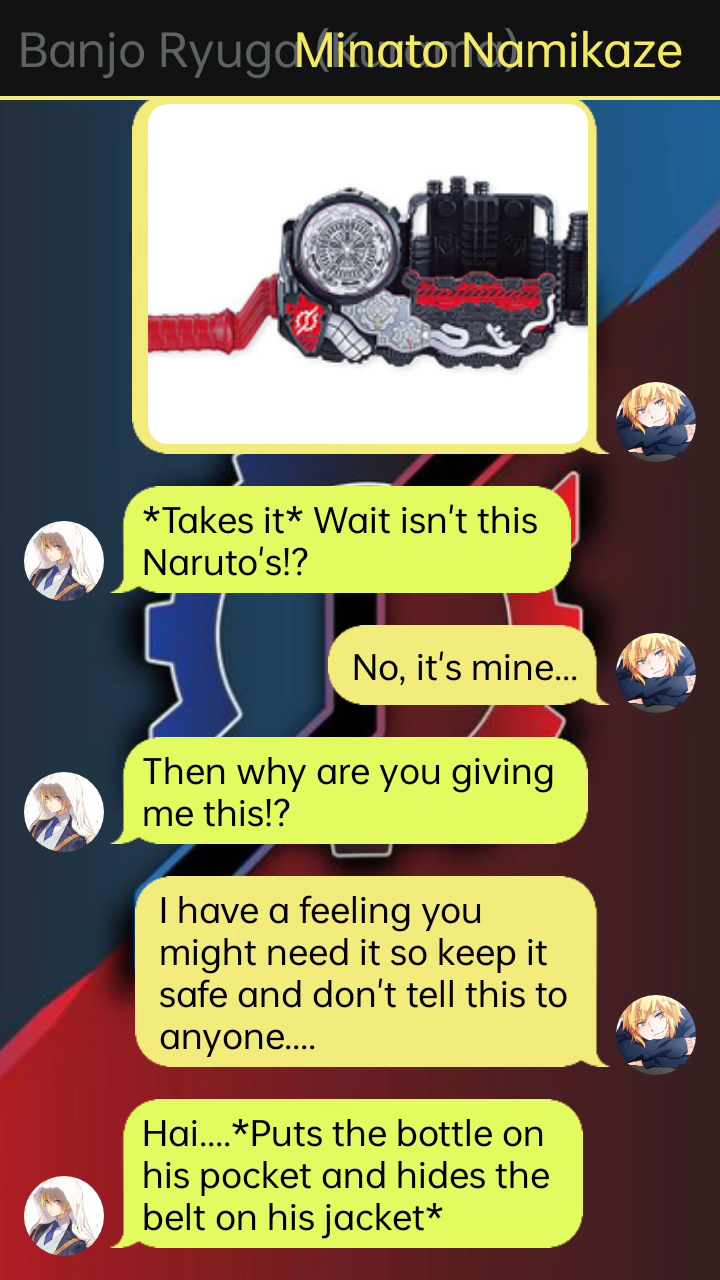 Banjo Ryuga (Kurama)
Minato Namikaze
*Takes it* Wait isn't this
Naruto's!?
No, it's mine...
Then why are you giving
me this!?
I have a feeling you
might need it so keep it
safe and don't tell this to
anyone....
Hai....*Puts the bottle on
his pocket and hides the
belt on his jacket*